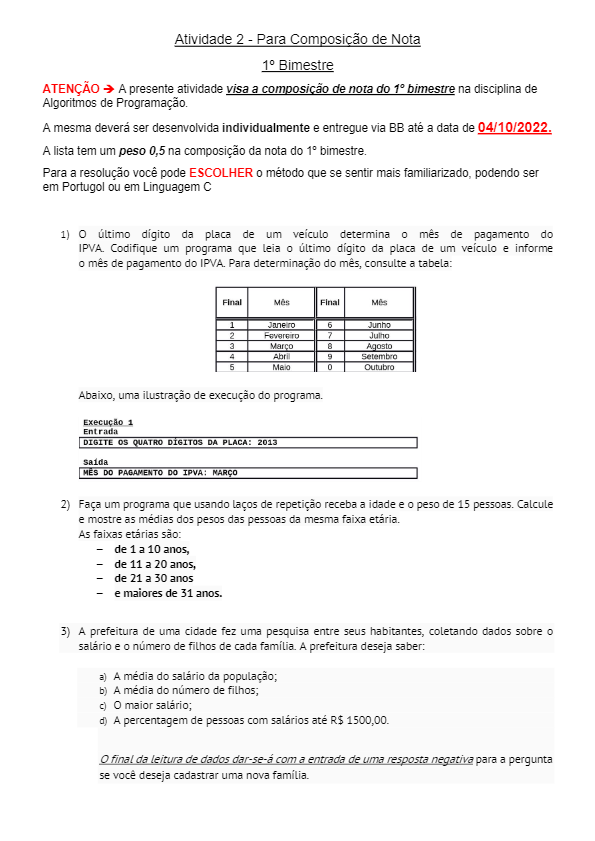 Atividade 2 - Para Composição de Nota
1º Bimestre
ATENÇÃO ➔ A presente atividade visa a composição de nota do 1º bimestre na disciplina de
Algoritmos de Programação.
A mesma deverá ser desenvolvida individualmente e entregue via BB até a data de 04/10/2022.
A lista tem um peso 0,5 na composição da nota do 1º bimestre.
Para a resolução você pode ESCOLHER o método que se sentir mais familiarizado, podendo ser
em Portugol ou em Linguagem C
1) O último dígito da placa de um veículo determina o mês de pagamento do
IPVA. Codifique um programa que leia o último dígito da placa de um veículo e informe
o mês de pagamento do IPVA. Para determinação do mês, consulte a tabela:
Final Mês Final Mês
1 Janeiro 6 Junho
2 Fevereiro 7 Julho
3 Março 8 Agosto
4 Abril 9 Setembro
5 Maio 0 Outubro
Abaixo, uma ilustração de execução do programa.
Execução 1
Entrada
DIGITE OS QUATRO DÍGITOS DA PLACA: 2013
Saída
MÊS DO PAGAMENTO DO IPVA: MARÇO
2) Faça um programa que usando laços de repetição receba a idade e o peso de 15 pessoas. Calcule
e mostre as médias dos pesos das pessoas da mesma faixa etária.
As faixas etárias são:
– de 1 a 10 anos,
– de 11 a 20 anos,
– de 21 a 30 anos
– e maiores de 31 anos.
3) A prefeitura de uma cidade fez uma pesquisa entre seus habitantes, coletando dados sobre o
salário e o número de filhos de cada família. A prefeitura deseja saber:
a) A média do salário da população;
b) A média do número de filhos;
c) O maior salário;
d) A percentagem de pessoas com salários até R$ 1500,00.
O final da leitura de dados dar-se-á com a entrada de uma resposta negativa para a pergunta
se você deseja cadastrar uma nova família.